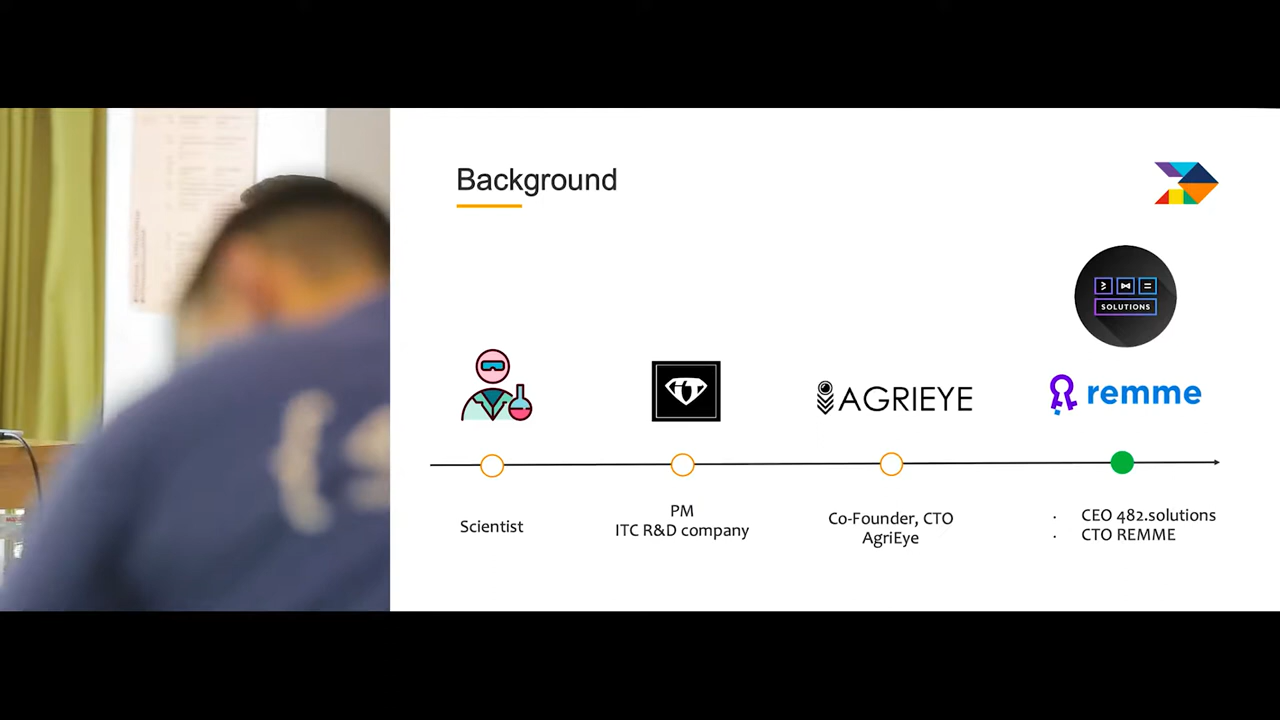 Background
SOLUTIONS
AGRIEYE
remme
Scientist
PM
ITC R&D company
Co-Founder, CTO
AgriEye
· CEO 482.solutions
· CTO REMME